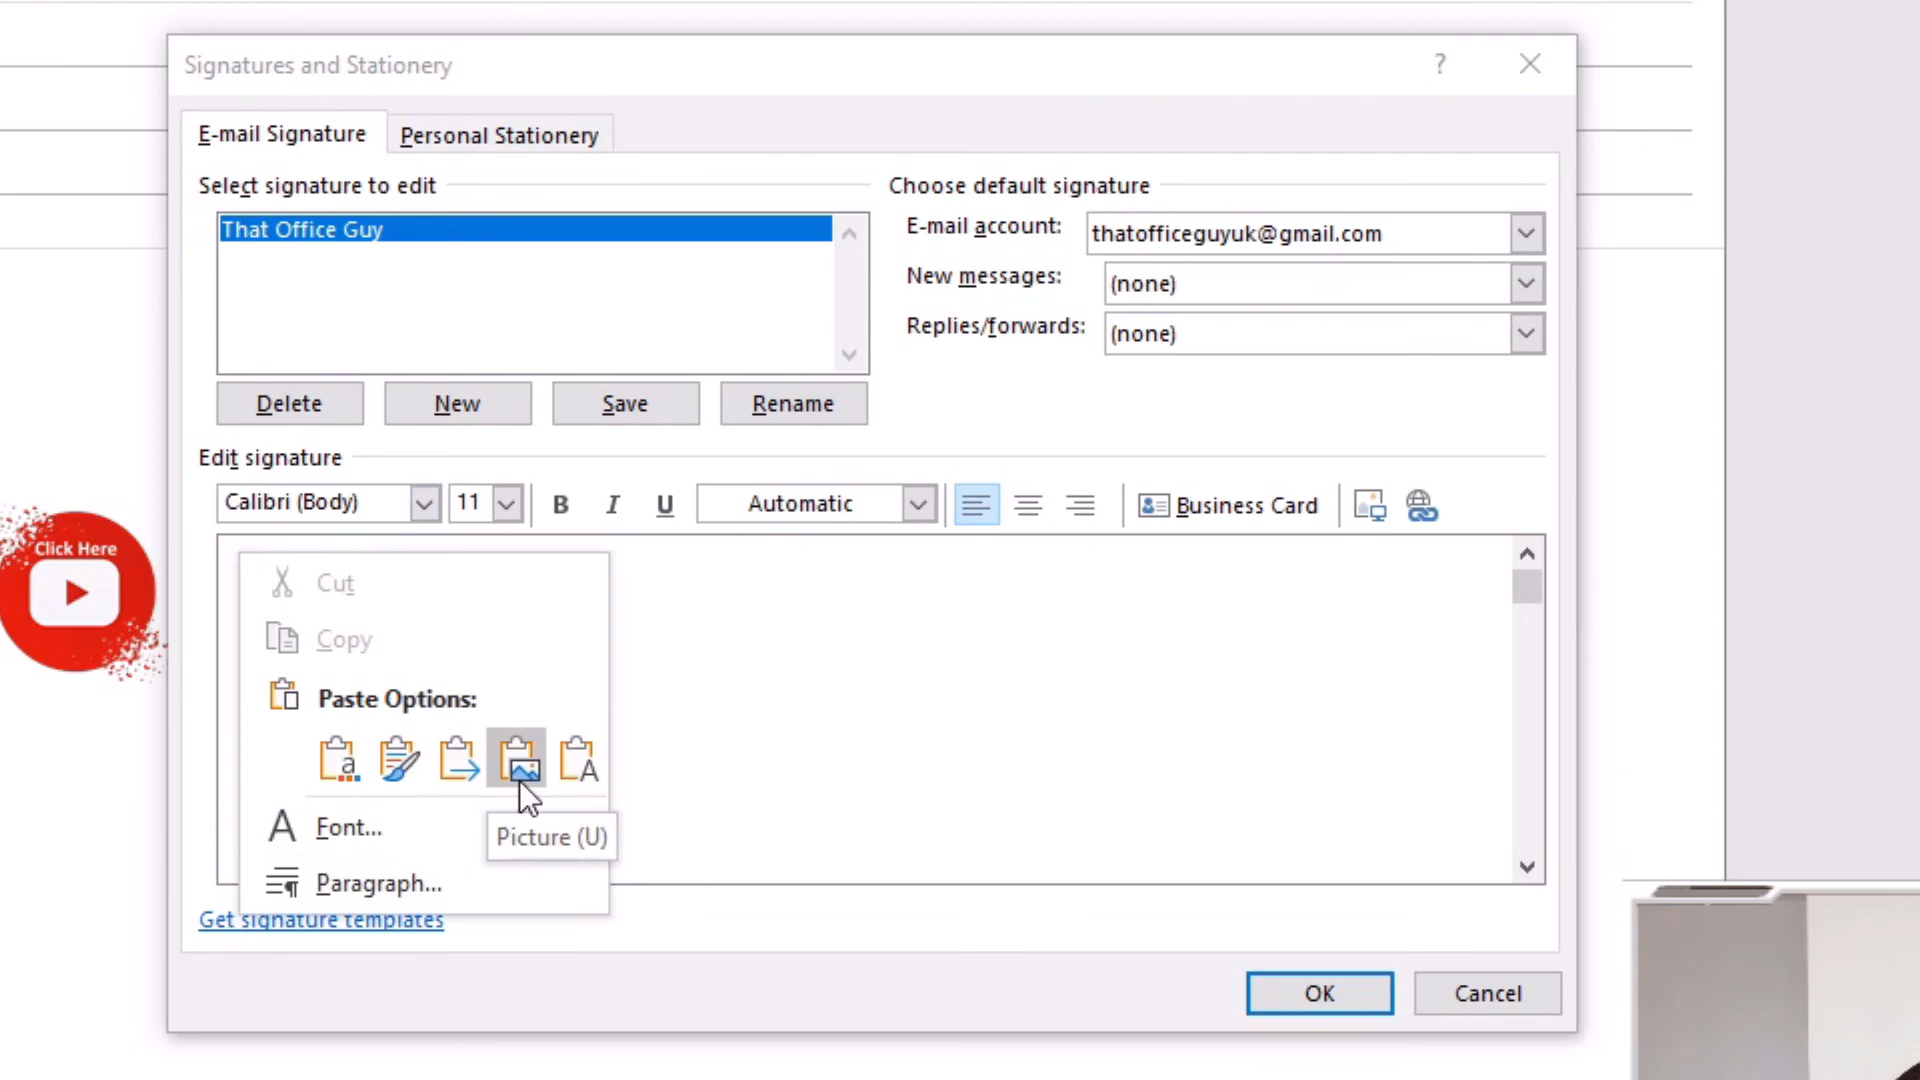 Signatures and Stationery
?
E-mail Signature
Personal Stationery
Select signature to edit
Choose default signature
That Office Guy
E-mail account:
thatofficeguyuk@gmail.com
New messages:
(none)
Replies/forwards:
(none)
Delete
New
Save
Rename
Edit signature
Calibri (Body)
11
B
I
U
Automatic
Business Card
Click Here
Cut
Copy
Paste Options:
Font...
Picture (U)
Paragraph...
Get signature templates
OK
Cancel